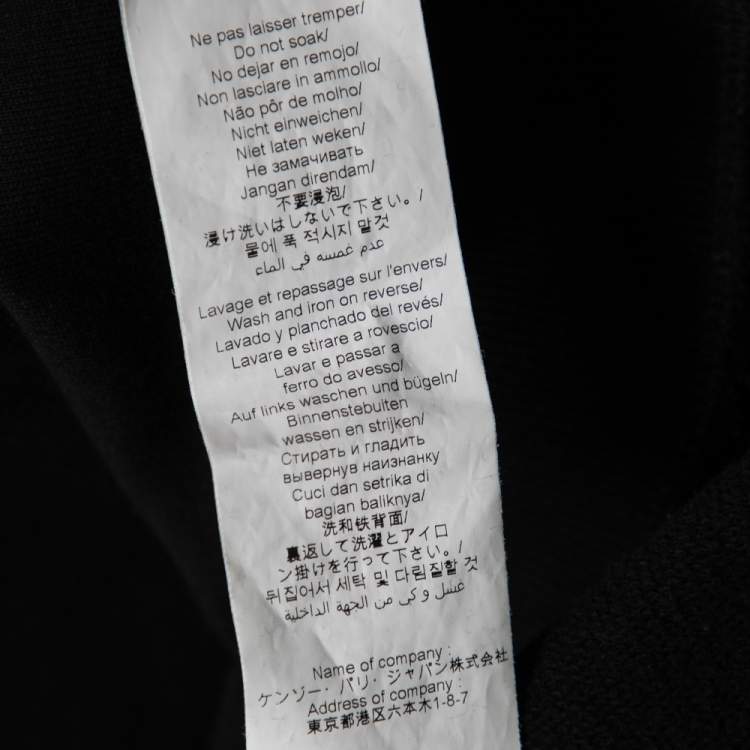 Ne pas laisser tremper/
Do not soak/
No dejar en remojo/
Non lasciare in ammollo/
Não pôr de molho/
Nicht einweichen/
Niet laten weken/
Не замачивать
Jangan direndam/
不要浸泡/
浸け洗いはしないで下さい。/
물에 푹 적시지 말것
عدم غمسه في الماء
Lavage et repassage sur l'envers/
Wash and iron on reverse/
Lavado y planchado del revés/
Lavare e stirare a rovescio/
Lavar e passar a
ferro do avesso/
Auf links waschen und bügeln/
Binnenstebuiten
wassen en strijken/
Стирать и гладить
вывернув наизнанку
Cuci dan setrika di
bagian baliknya/
洗和铁背面/
裏返して洗濯とアイロ
ン掛けを行って下さい。/
뒤집어서 세탁 및 다림질할 것
غسل و كي من الجهة الداخلية
Name of company :
ケンゾー・パリ・ジャパン株式会社
Address of company :
東京都港区六本木1-8-7